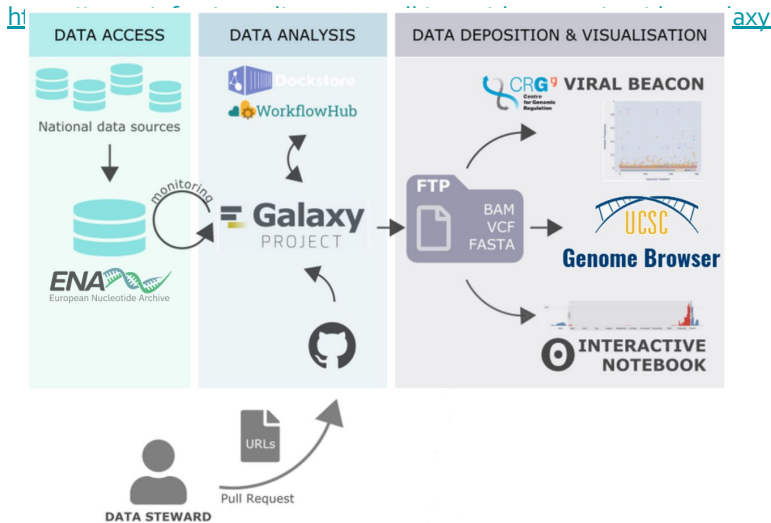 DATA ACCESS
DATA ANALYSIS
DATA DEPOSITION & VISUALISATION
National data sources
monitoring
ENA
European Nucleotide Archive
Dockstore
WorkflowHub
Galaxy
PROJECT
FTP
BAM
VCF
FASTA
CRG
Centre
for Genomic
Regulation
VIRAL BEACON
UCSC
Genome Browser
INTERACTIVE
NOTEBOOK
URLs
Pull Request
DATA STEWARD